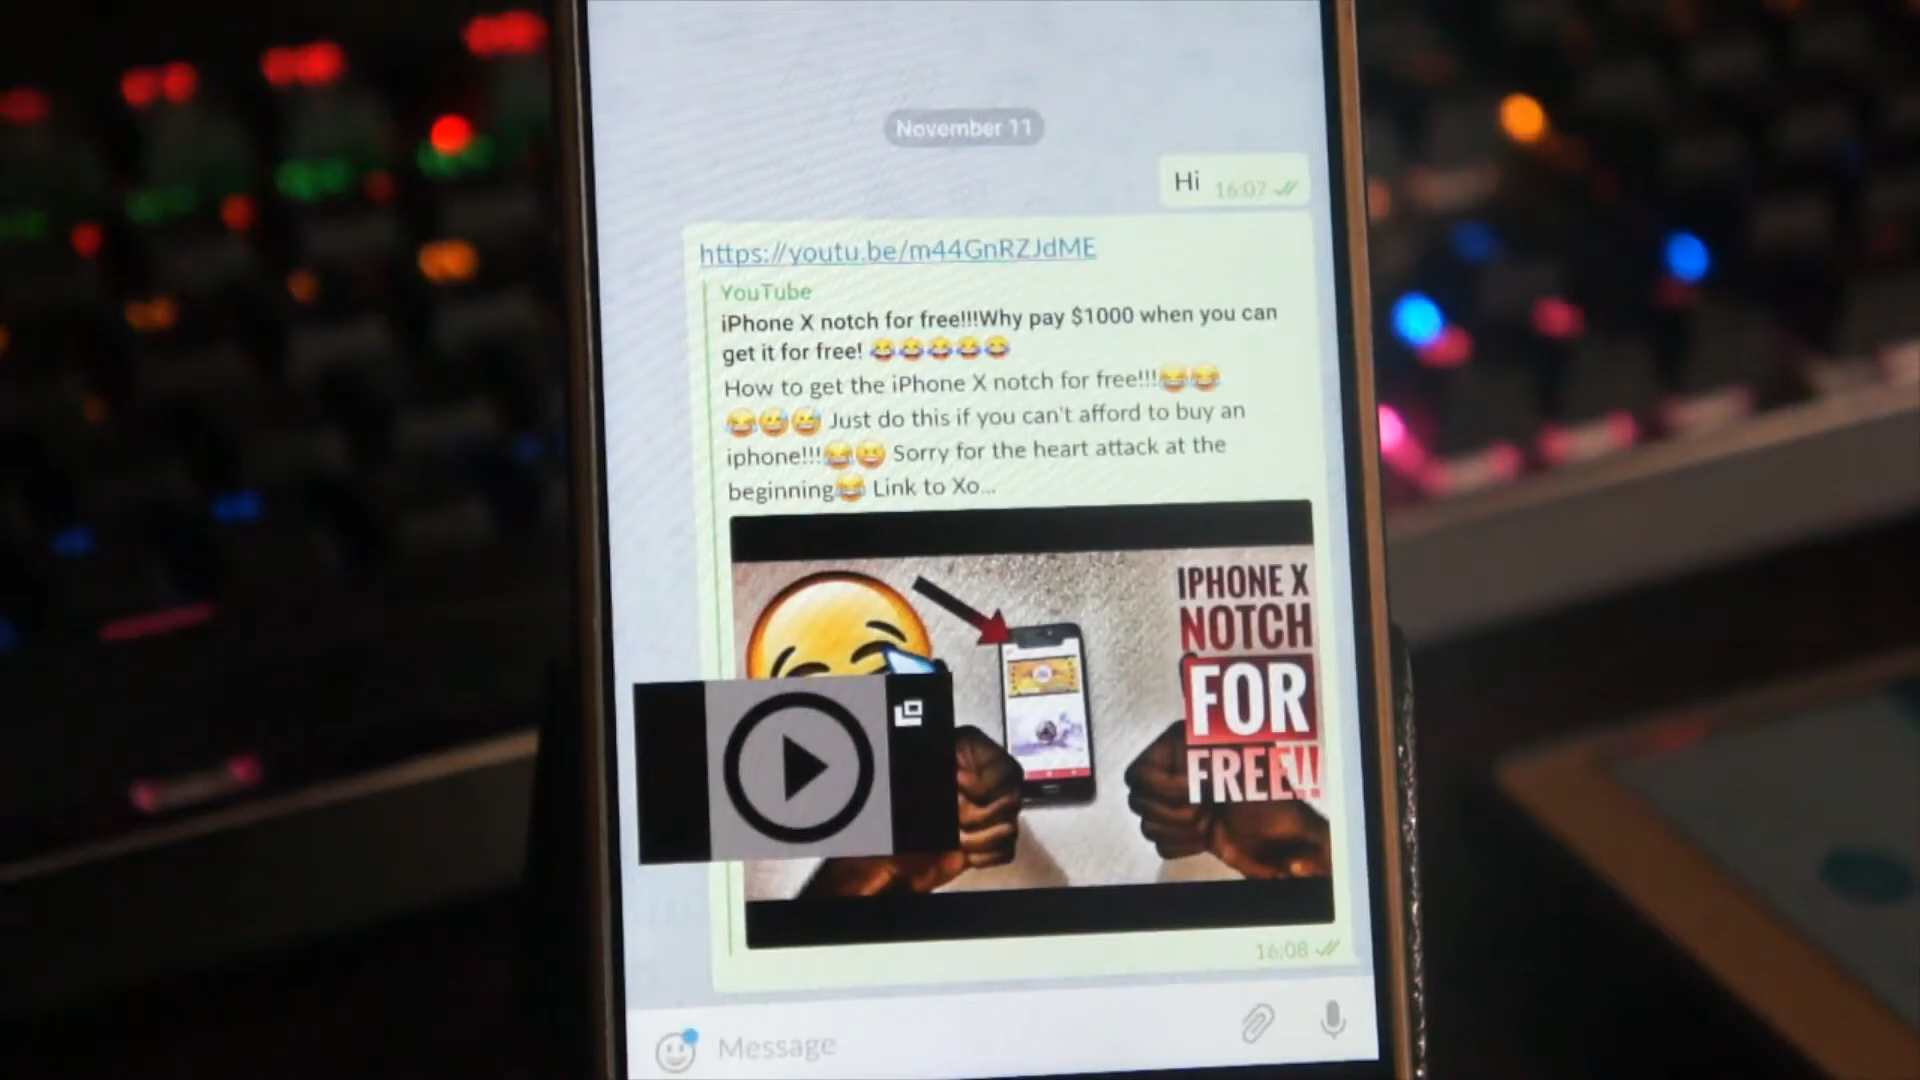 November 11
Hi 16:07
https://youtu.be/m44GnRZJdME
YouTube
iPhone X notch for free!!!Why pay $1000 when you can
get it for free! 😂😂😂😂😂
How to get the iPhone X notch for free!!!😂😂
😂😅😅 Just do this if you can't afford to buy an
iphone!!!😂😅 Sorry for the heart attack at the
beginning😂 Link to Xo...
IPHONE X
NOTCH
FOR
FREE!!
16:08
Message